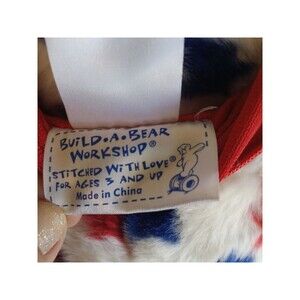 BUILD•A•BEAR
WORKSHOP®
STITCHED WITH LOVE®
FOR AGES 3 AND UP
Made in China